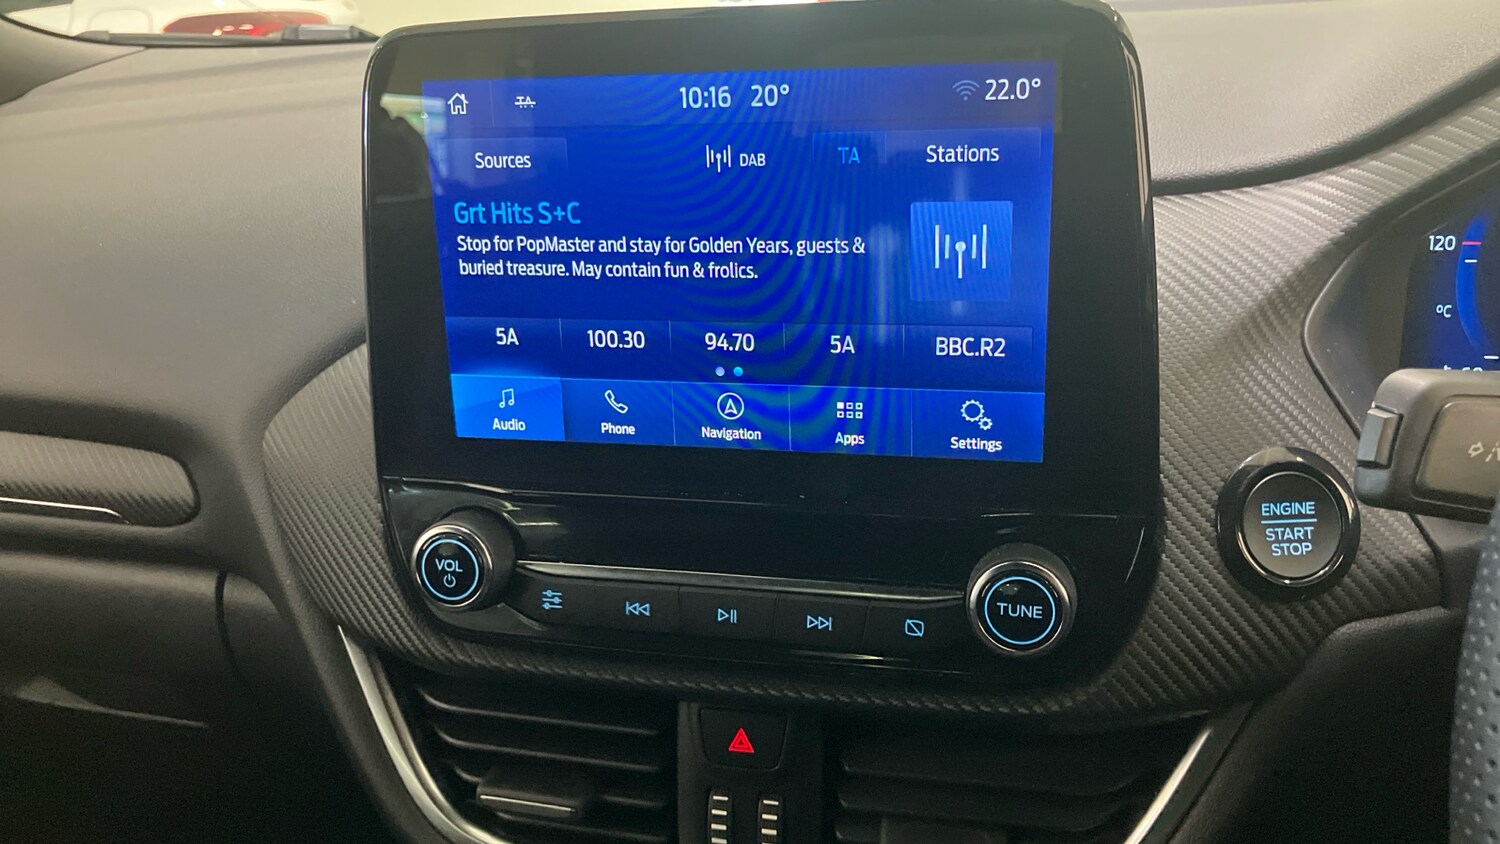 TA
10:16 20° 22.0°
Sources DAB TA Stations
Grt Hits S+C
Stop for PopMaster and stay for Golden Years, guests &
buried treasure. May contain fun & frolics.
5A 100.30 94.70 5A BBC.R2
Audio Phone Navigation Apps Settings
VOL
TUNE
ENGINE
START
STOP
120
°C